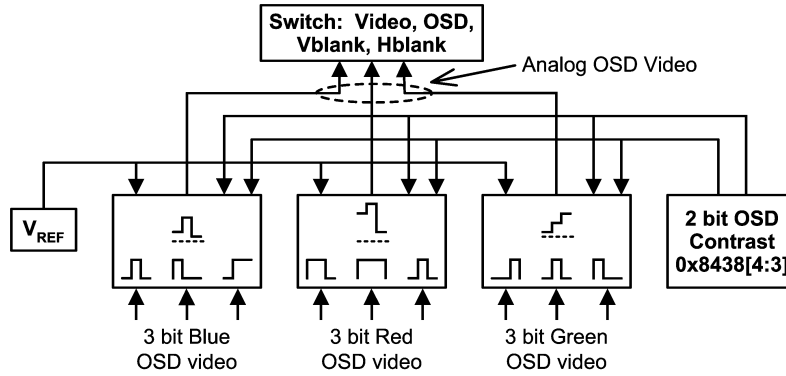 Switch: Video, OSD,
Vblank, Hblank
Analog OSD Video
VREF
2 bit OSD
Contrast
0x8438[4:3]
3 bit Blue
OSD video
3 bit Red
OSD video
3 bit Green
OSD video